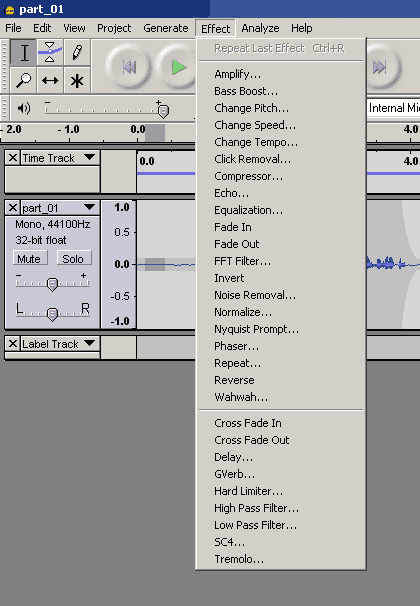 part_01
File Edit View Project Generate Effect Analyze Help
Repeat Last Effect Ctrl+R
Amplify...
Bass Boost...
Change Pitch...
Change Speed...
Change Tempo...
Click Removal...
Compressor...
Echo...
Equalization...
Fade In
Fade Out
FFT Filter...
Invert
Noise Removal...
Normalize...
Nyquist Prompt...
Phaser...
Repeat...
Reverse
Wahwah...
Cross Fade In
Cross Fade Out
Delay...
GVerb...
Hard Limiter...
High Pass Filter...
Low Pass Filter...
SC4...
Tremolo...
- +
Internal Mi
- 2.0 -1.0 0.0 4.0
Time Track 0.0 4.0
part_01 1.0
Mono, 44100Hz
32-bit float
0.5
Mute Solo 0.0
- +
-0.5
L R
-1.0
Label Track